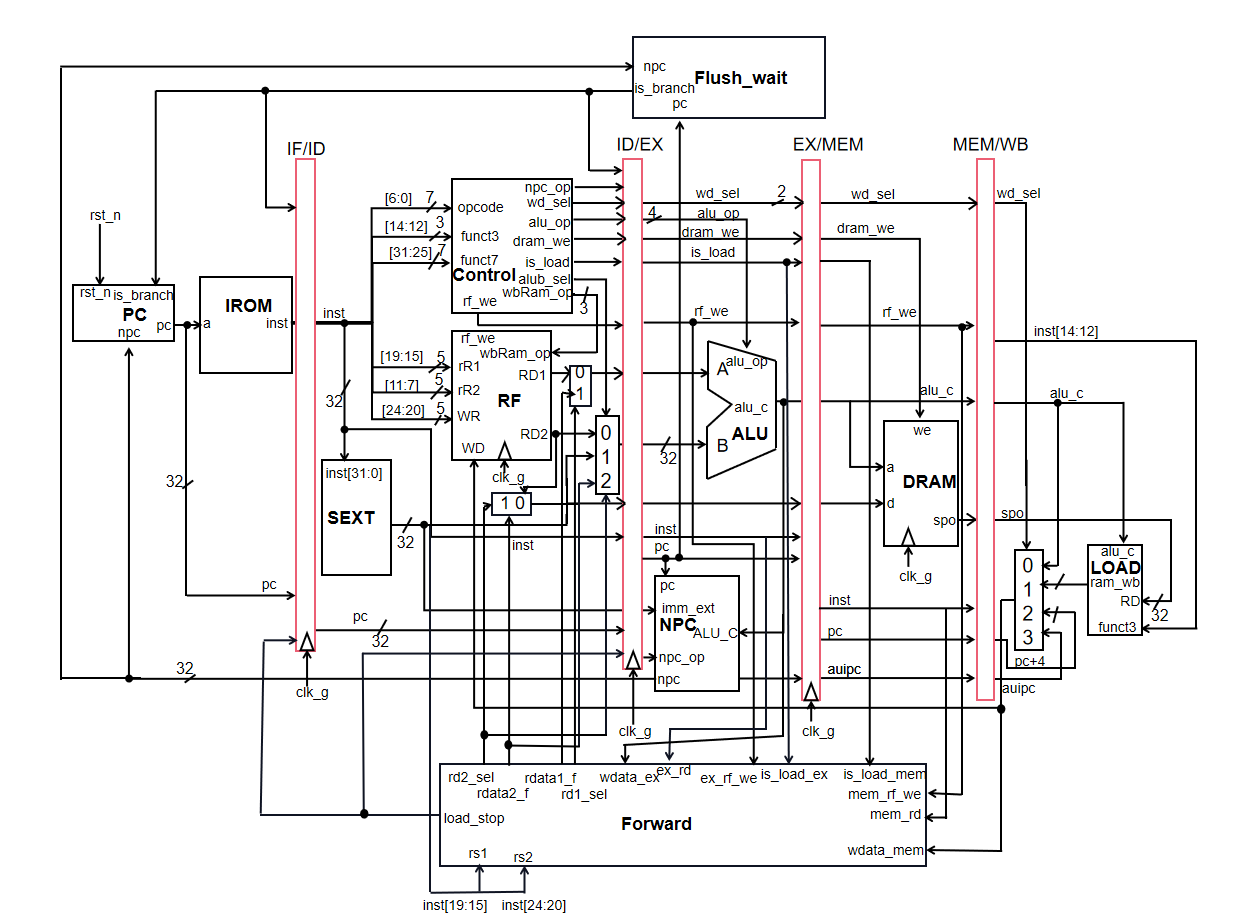 npc
Flush_wait
is_branch
pc
IF/ID
ID/EX
EX/MEM
MEM/WB
rst_n
rst_n
is_branch
PC
npc
pc
a
IROM
inst
inst
[6:0]
7
[14:12]
3
[31:25]
7
opcode
funct3
funct7
Control
npc_op
wd_sel
alu_op
dram_we
is_load
alub_sel
wbRam_op
rf_we
3
rf_we
wbRam_op
[19:15]
5
[11:7]
5
[24:20]
5
rR1
rR2
WR
RF
RD1
RD2
WD
clk_g
0
1
0
1
2
1 0
inst
32
32
inst[31:0]
SEXT
32
pc
pc
32
32
clk_g
wd_sel
2
4
alu_op
dram_we
is_load
rf_we
A
alu_op
alu_c
ALU
B
32
inst
pc
pc
imm_ext
NPC
ALU_C
npc_op
npc
clk_g
wd_sel
dram_we
rf_we
alu_c
we
a
DRAM
d
spo
clk_g
inst
pc
auipc
clk_g
wd_sel
inst[14:12]
alu_c
spo
0
1
2
3
alu_c
LOAD
ram_wb
RD
funct3
32
pc+4
auipc
rd2_sel
rdata2_f
rdata1_f
rd1_sel
wdata_ex
ex_rd
ex_rf_we
is_load_ex
is_load_mem
mem_rf_we
mem_rd
wdata_mem
load_stop
Forward
rs1
rs2
inst[19:15]
inst[24:20]